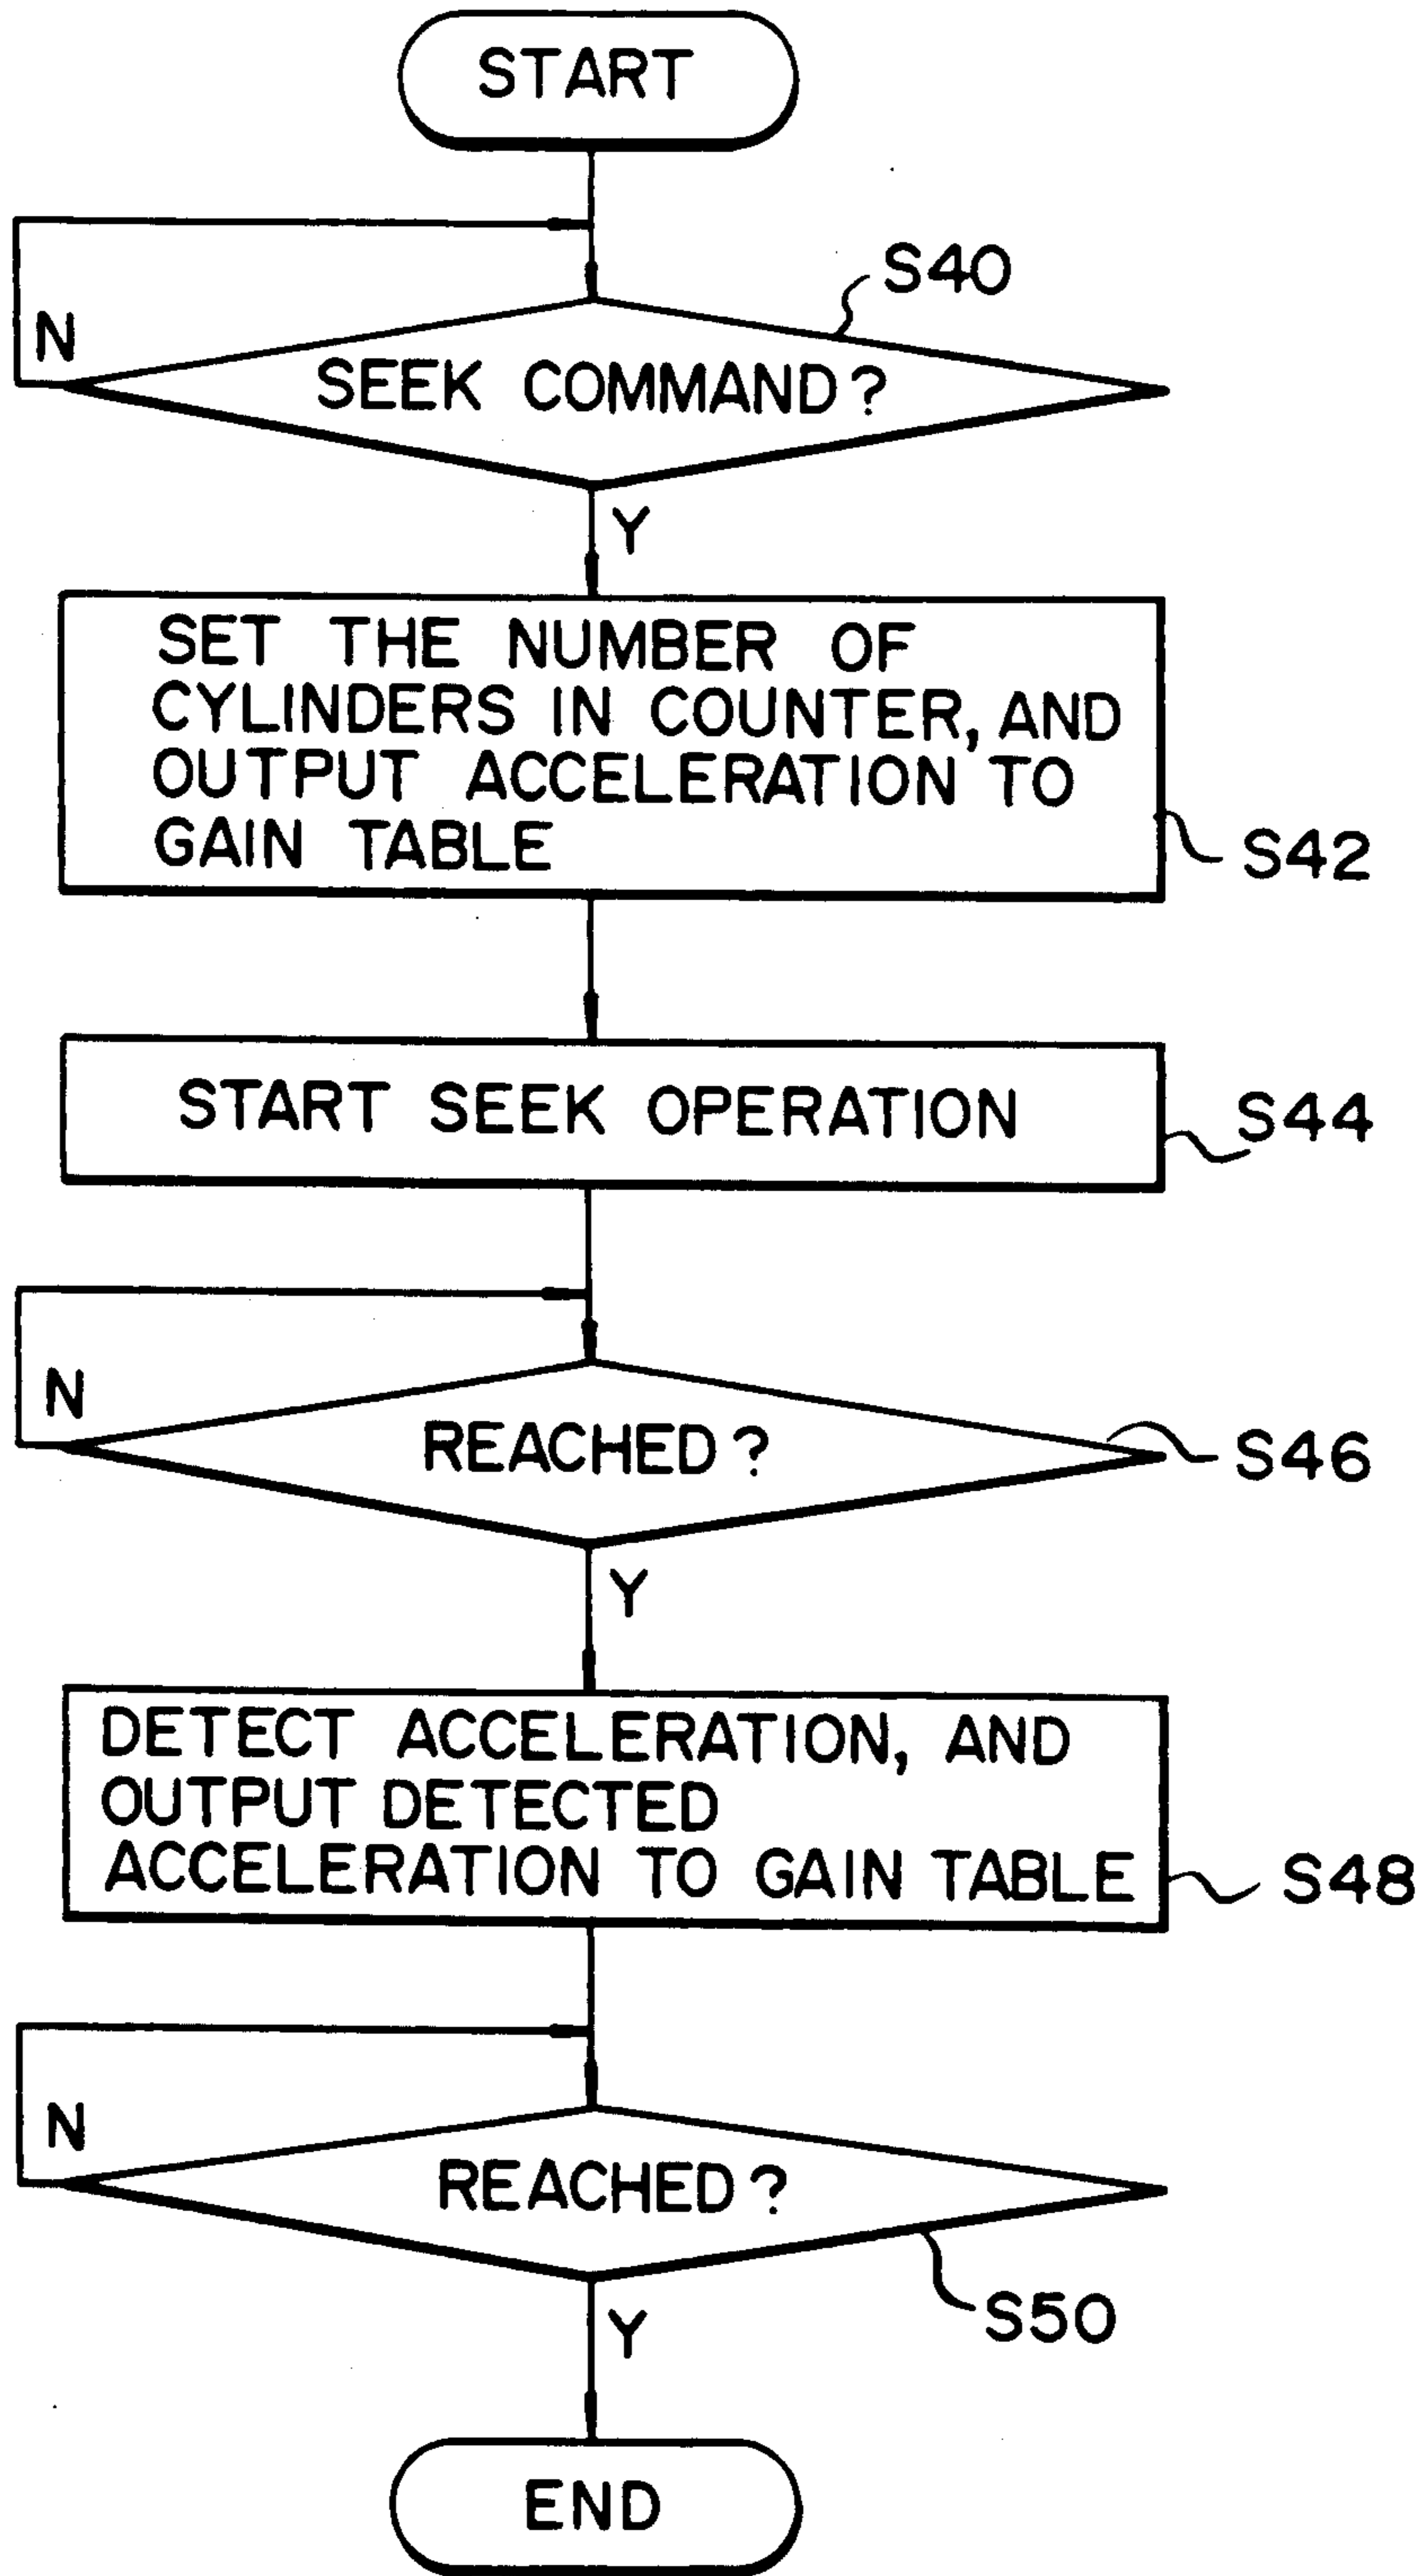 START
S40
N
SEEK COMMAND?
Y
SET THE NUMBER OF
CYLINDERS IN COUNTER, AND
OUTPUT ACCELERATION TO
GAIN TABLE
S42
START SEEK OPERATION
S44
N
REACHED?
S46
Y
DETECT ACCELERATION, AND
OUTPUT DETECTED
ACCELERATION TO GAIN TABLE
S48
N
REACHED?
S50
Y
END